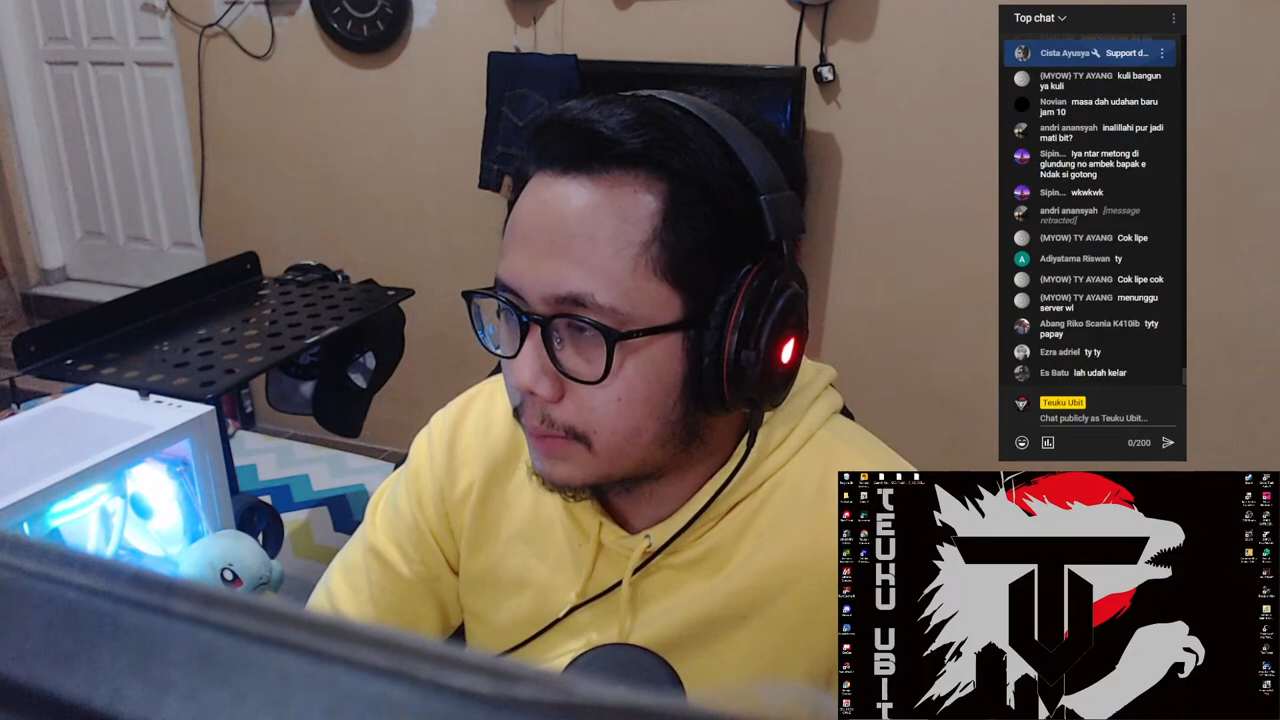 Top chat
Cista Ayusya Support d...
{MYOW} TY AYANG kuli bangun
ya kuli
Novian masa dah udahan baru
jam 10
andri anansyah inalillahi pur jadi
mati bit?
Sipin... Iya ntar metong di
glundung no ambek bapak e
Ndak si gotong
Sipin... wkwkwk
andri anansyah [message
retracted]
{MYOW} TY AYANG Cok lipe
A Adiyatama Riswan ty
{MYOW} TY AYANG Cok lipe cok
{MYOW} TY AYANG menunggu
server wl
Abang Riko Scania K410ib tyty
papay
Ezra adriel ty ty
Es Batu lah udah kelar
Teuku Ubit
Chat publicly as Teuku Ubit...
0/200
TEUKU UBIT